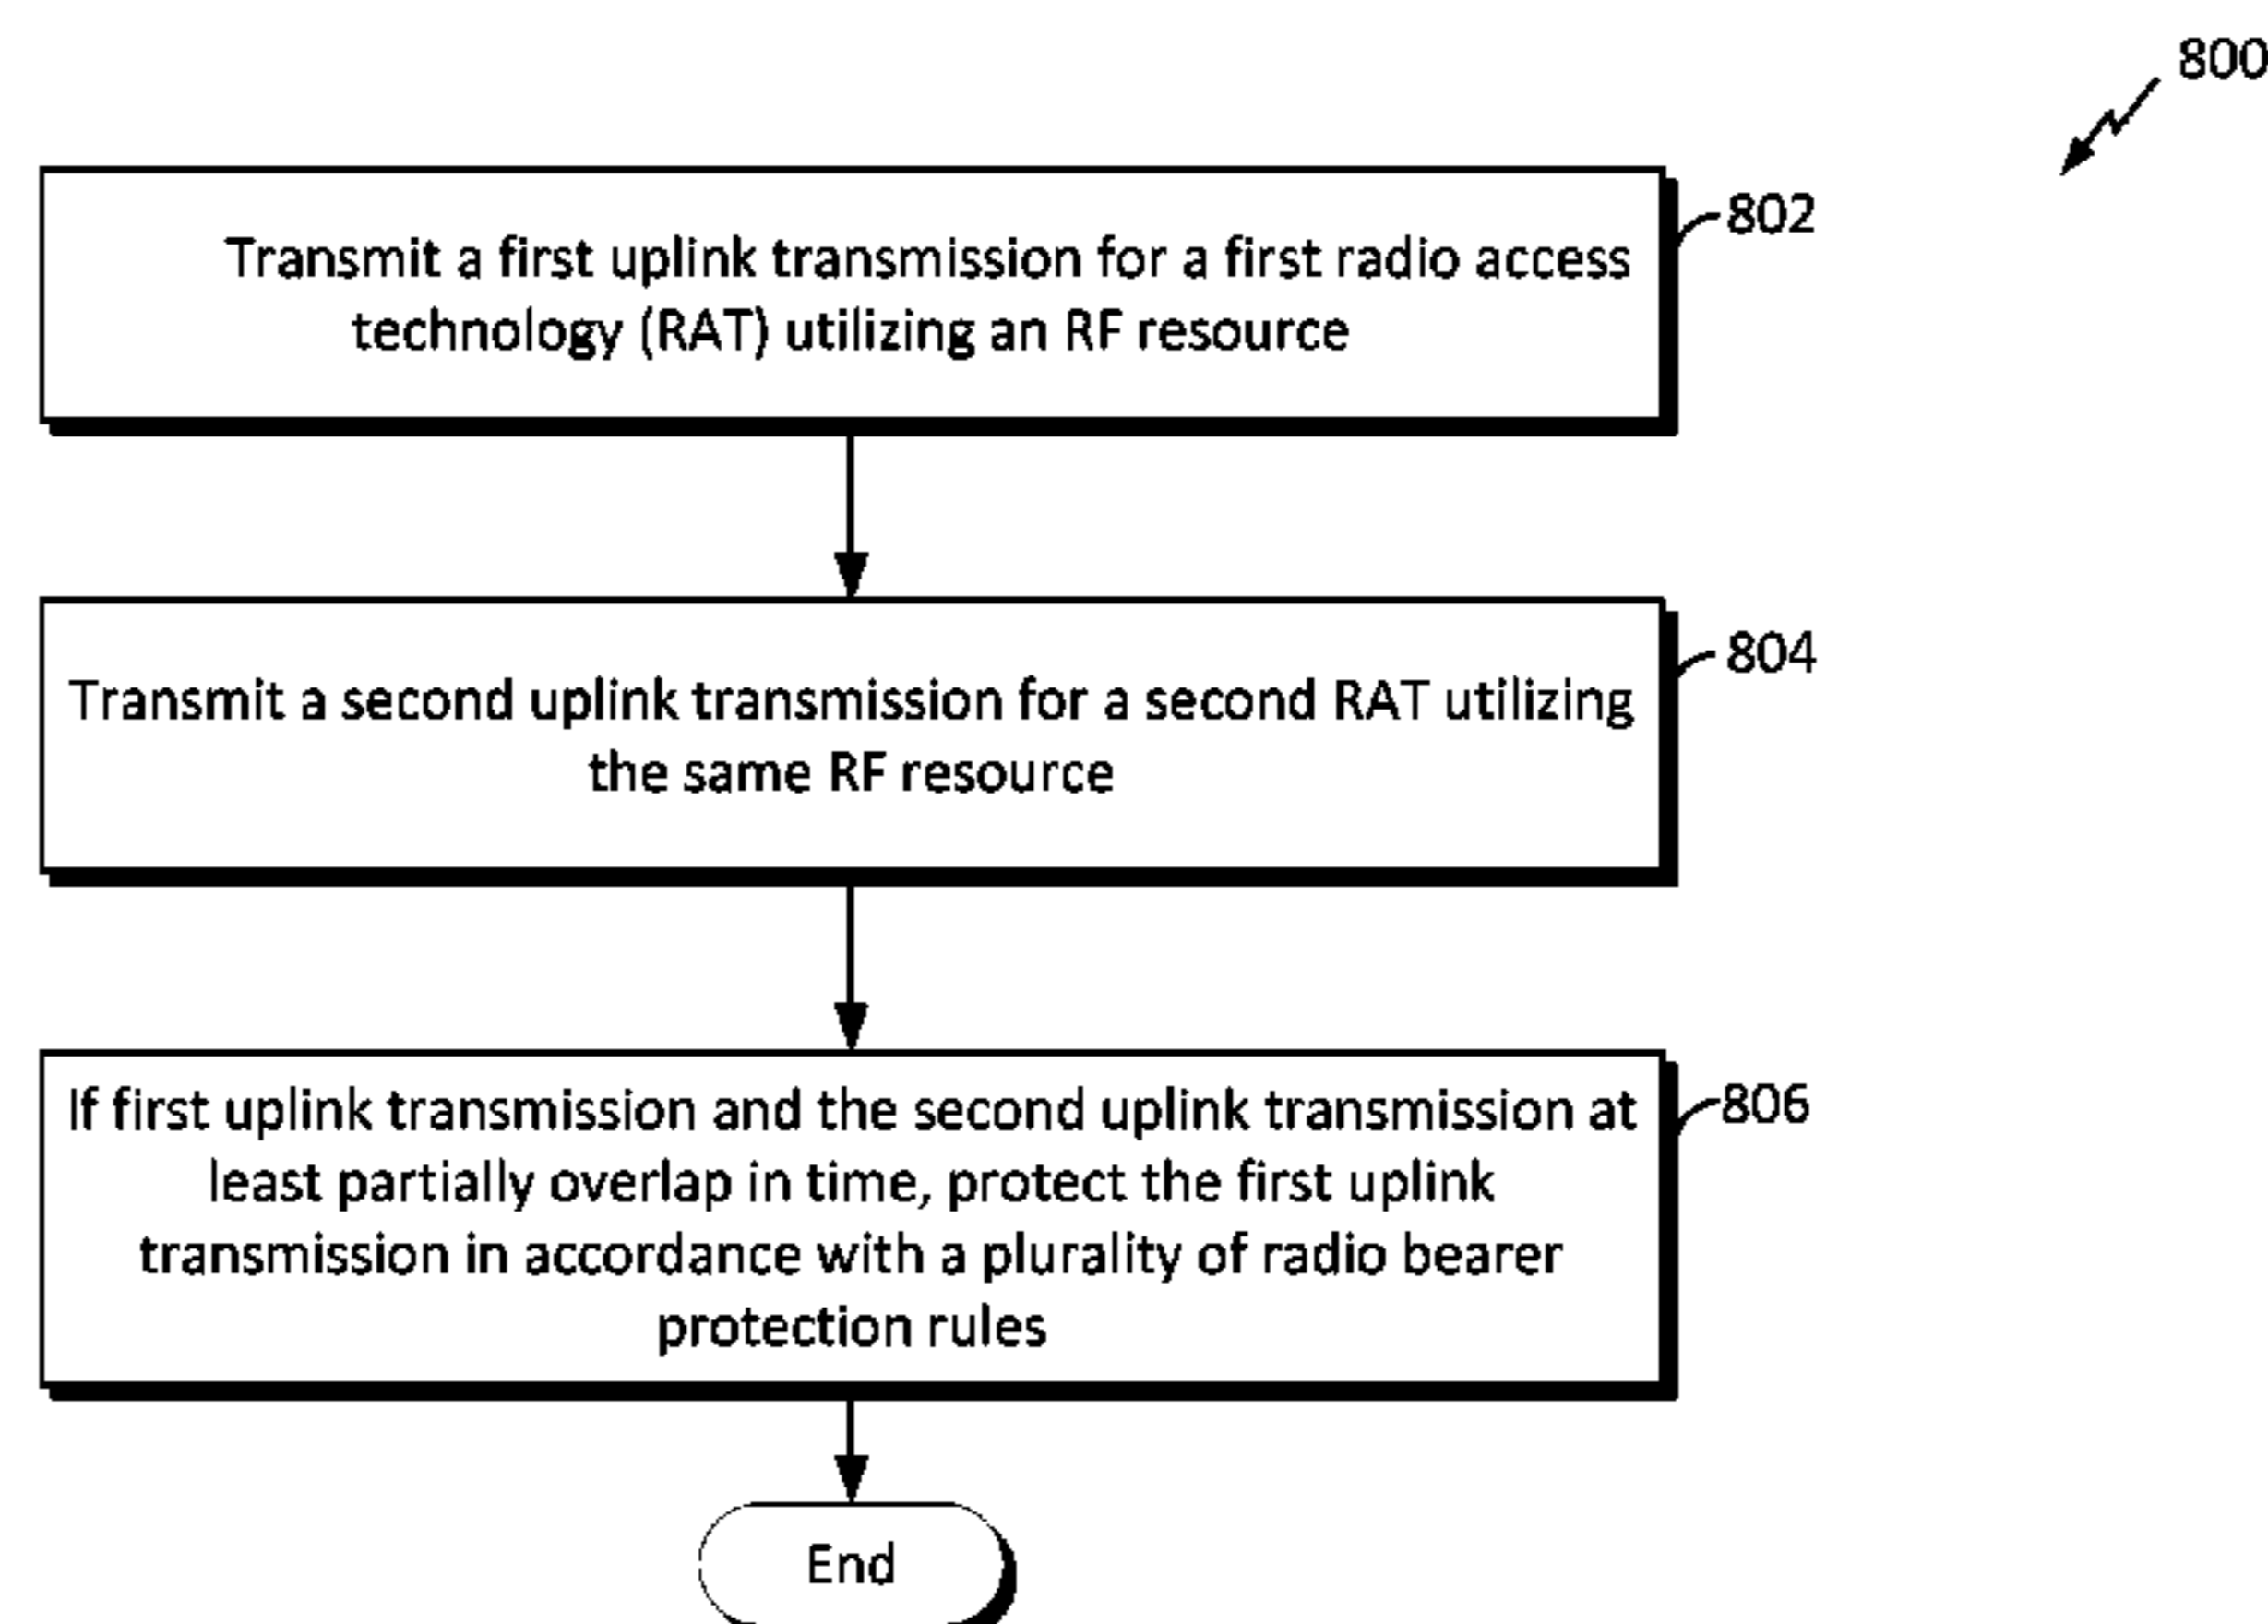 800
802
Transmit a first uplink transmission for a first radio access
technology (RAT) utilizing an RF resource
804
Transmit a second uplink transmission for a second RAT utilizing
the same RF resource
806
If first uplink transmission and the second uplink transmission at
least partially overlap in time, protect the first uplink
transmission in accordance with a plurality of radio bearer
protection rules
End